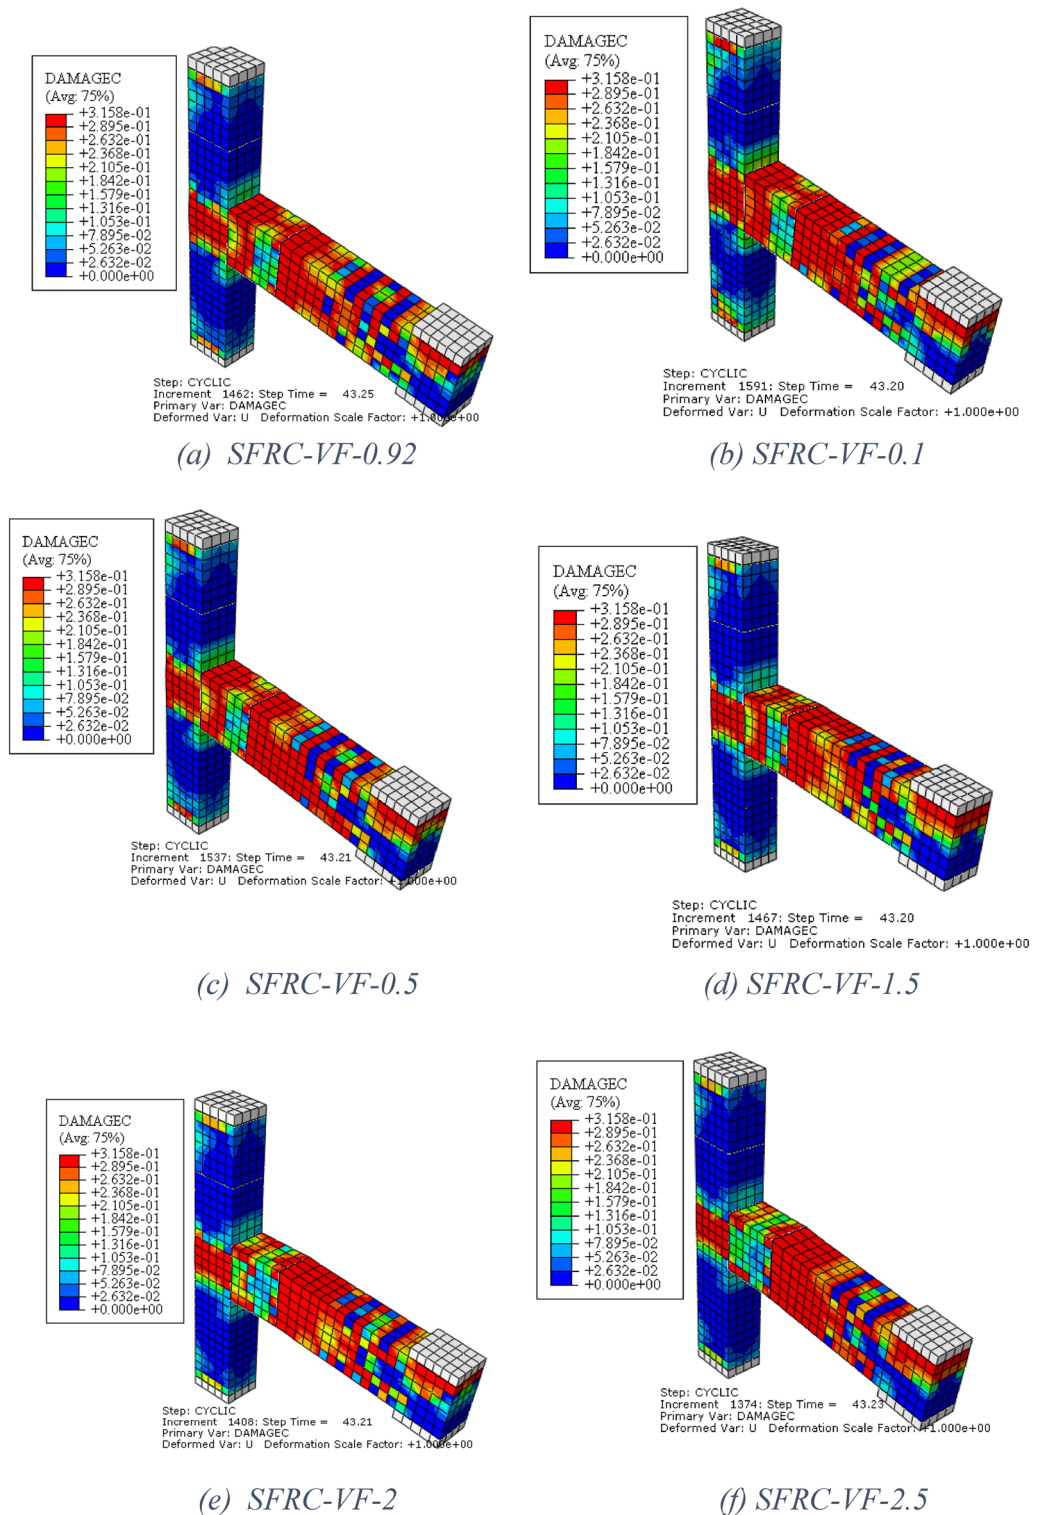 DAMAGEC
(Avg: 75%)
+3.158e-01
+2.895e-01
+2.632e-01
+2.368e-01
+2.105e-01
+1.842e-01
+1.579e-01
+1.316e-01
+1.053e-01
+7.895e-02
+5.263e-02
+2.632e-02
+0.000e+00
Step: CYCLIC
Increment 1462: Step Time = 43.25
Primary Var: DAMAGEC
Deformed Var: U Deformation Scale Factor: +1.000e+00
(a) SFRC-VF-0.92
DAMAGEC
(Avg: 75%)
+3.158e-01
+2.895e-01
+2.632e-01
+2.368e-01
+2.105e-01
+1.842e-01
+1.579e-01
+1.316e-01
+1.053e-01
+7.895e-02
+5.263e-02
+2.632e-02
+0.000e+00
Step: CYCLIC
Increment 1591: Step Time = 43.20
Primary Var: DAMAGEC
Deformed Var: U Deformation Scale Factor: +1.000e+00
(b) SFRC-VF-0.1
DAMAGEC
(Avg: 75%)
+3.158e-01
+2.895e-01
+2.632e-01
+2.368e-01
+2.105e-01
+1.842e-01
+1.579e-01
+1.316e-01
+1.053e-01
+7.895e-02
+5.263e-02
+2.632e-02
+0.000e+00
Step: CYCLIC
Increment 1537: Step Time = 43.21
Primary Var: DAMAGEC
Deformed Var: U Deformation Scale Factor: +1.000e+00
(c) SFRC-VF-0.5
DAMAGEC
(Avg: 75%)
+3.158e-01
+2.895e-01
+2.632e-01
+2.368e-01
+2.105e-01
+1.842e-01
+1.579e-01
+1.316e-01
+1.053e-01
+7.895e-02
+5.263e-02
+2.632e-02
+0.000e+00
Step: CYCLIC
Increment 1467: Step Time = 43.20
Primary Var: DAMAGEC
Deformed Var: U Deformation Scale Factor: +1.000e+00
(d) SFRC-VF-1.5
DAMAGEC
(Avg: 75%)
+3.158e-01
+2.895e-01
+2.632e-01
+2.368e-01
+2.105e-01
+1.842e-01
+1.579e-01
+1.316e-01
+1.053e-01
+7.895e-02
+5.263e-02
+2.632e-02
+0.000e+00
Step: CYCLIC
Increment 1408: Step Time = 43.21
Primary Var: DAMAGEC
Deformed Var: U Deformation Scale Factor: +1.000e+00
(e) SFRC-VF-2
DAMAGEC
(Avg: 75%)
+3.158e-01
+2.895e-01
+2.632e-01
+2.368e-01
+2.105e-01
+1.842e-01
+1.579e-01
+1.316e-01
+1.053e-01
+7.895e-02
+5.263e-02
+2.632e-02
+0.000e+00
Step: CYCLIC
Increment 1374: Step Time = 43.23
Primary Var: DAMAGEC
Deformed Var: U Deformation Scale Factor: +1.000e+00
(f) SFRC-VF-2.5